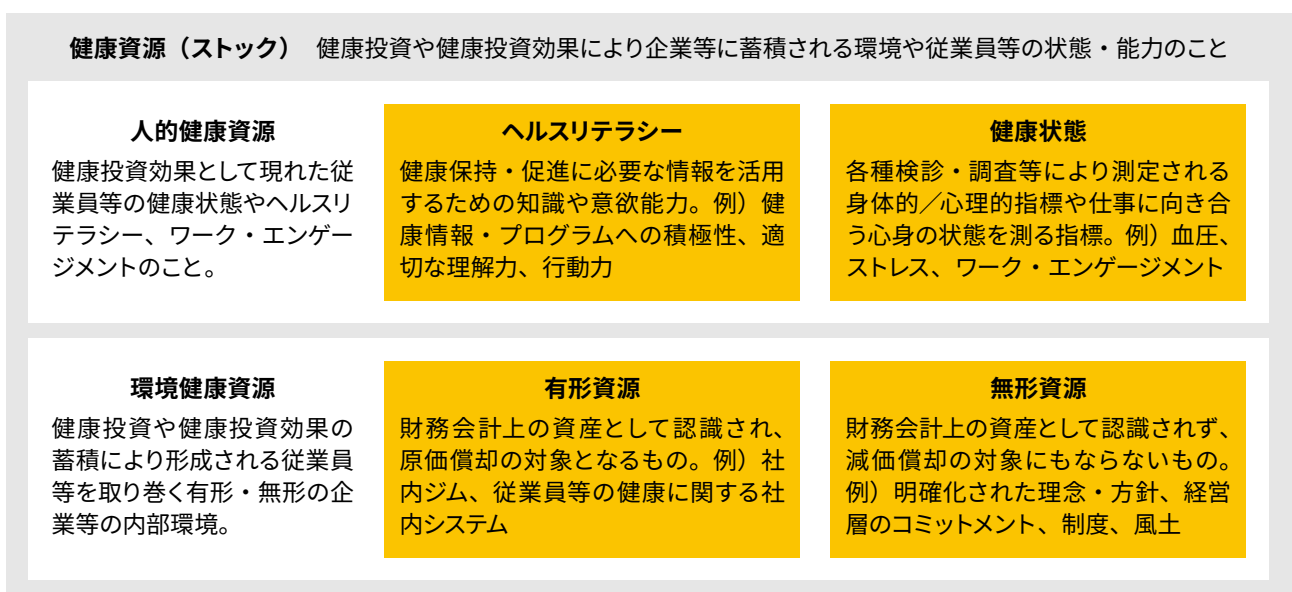 健康資源（ストック） 健康投資や健康投資効果により企業等に蓄積される環境や従業員等の状態・能力のこと
人的健康資源
健康投資効果として現れた従
業員等の健康状態やヘルスリ
テラシー、ワーク・エンゲー
ジメントのこと。
ヘルスリテラシー
健康保持・促進に必要な情報を活用
するための知識や意欲能力。例）健
康情報・プログラムへの積極性、適
切な理解力、行動力
健康状態
各種検診・調査等により測定される
身体的／心理的指標や仕事に向き合
う心身の状態を測る指標。例）血圧、
ストレス、ワーク・エンゲージメント
環境健康資源
健康投資や健康投資効果の
蓄積により形成される従業員
等を取り巻く有形・無形の企
業等の内部環境。
有形資源
財務会計上の資産として認識され、
原価償却の対象となるもの。例）社
内ジム、従業員等の健康に関する社
内システム
無形資源
財務会計上の資産として認識されず、
減価償却の対象にもならないもの。
例）明確化された理念・方針、経営
層のコミットメント、制度、風土